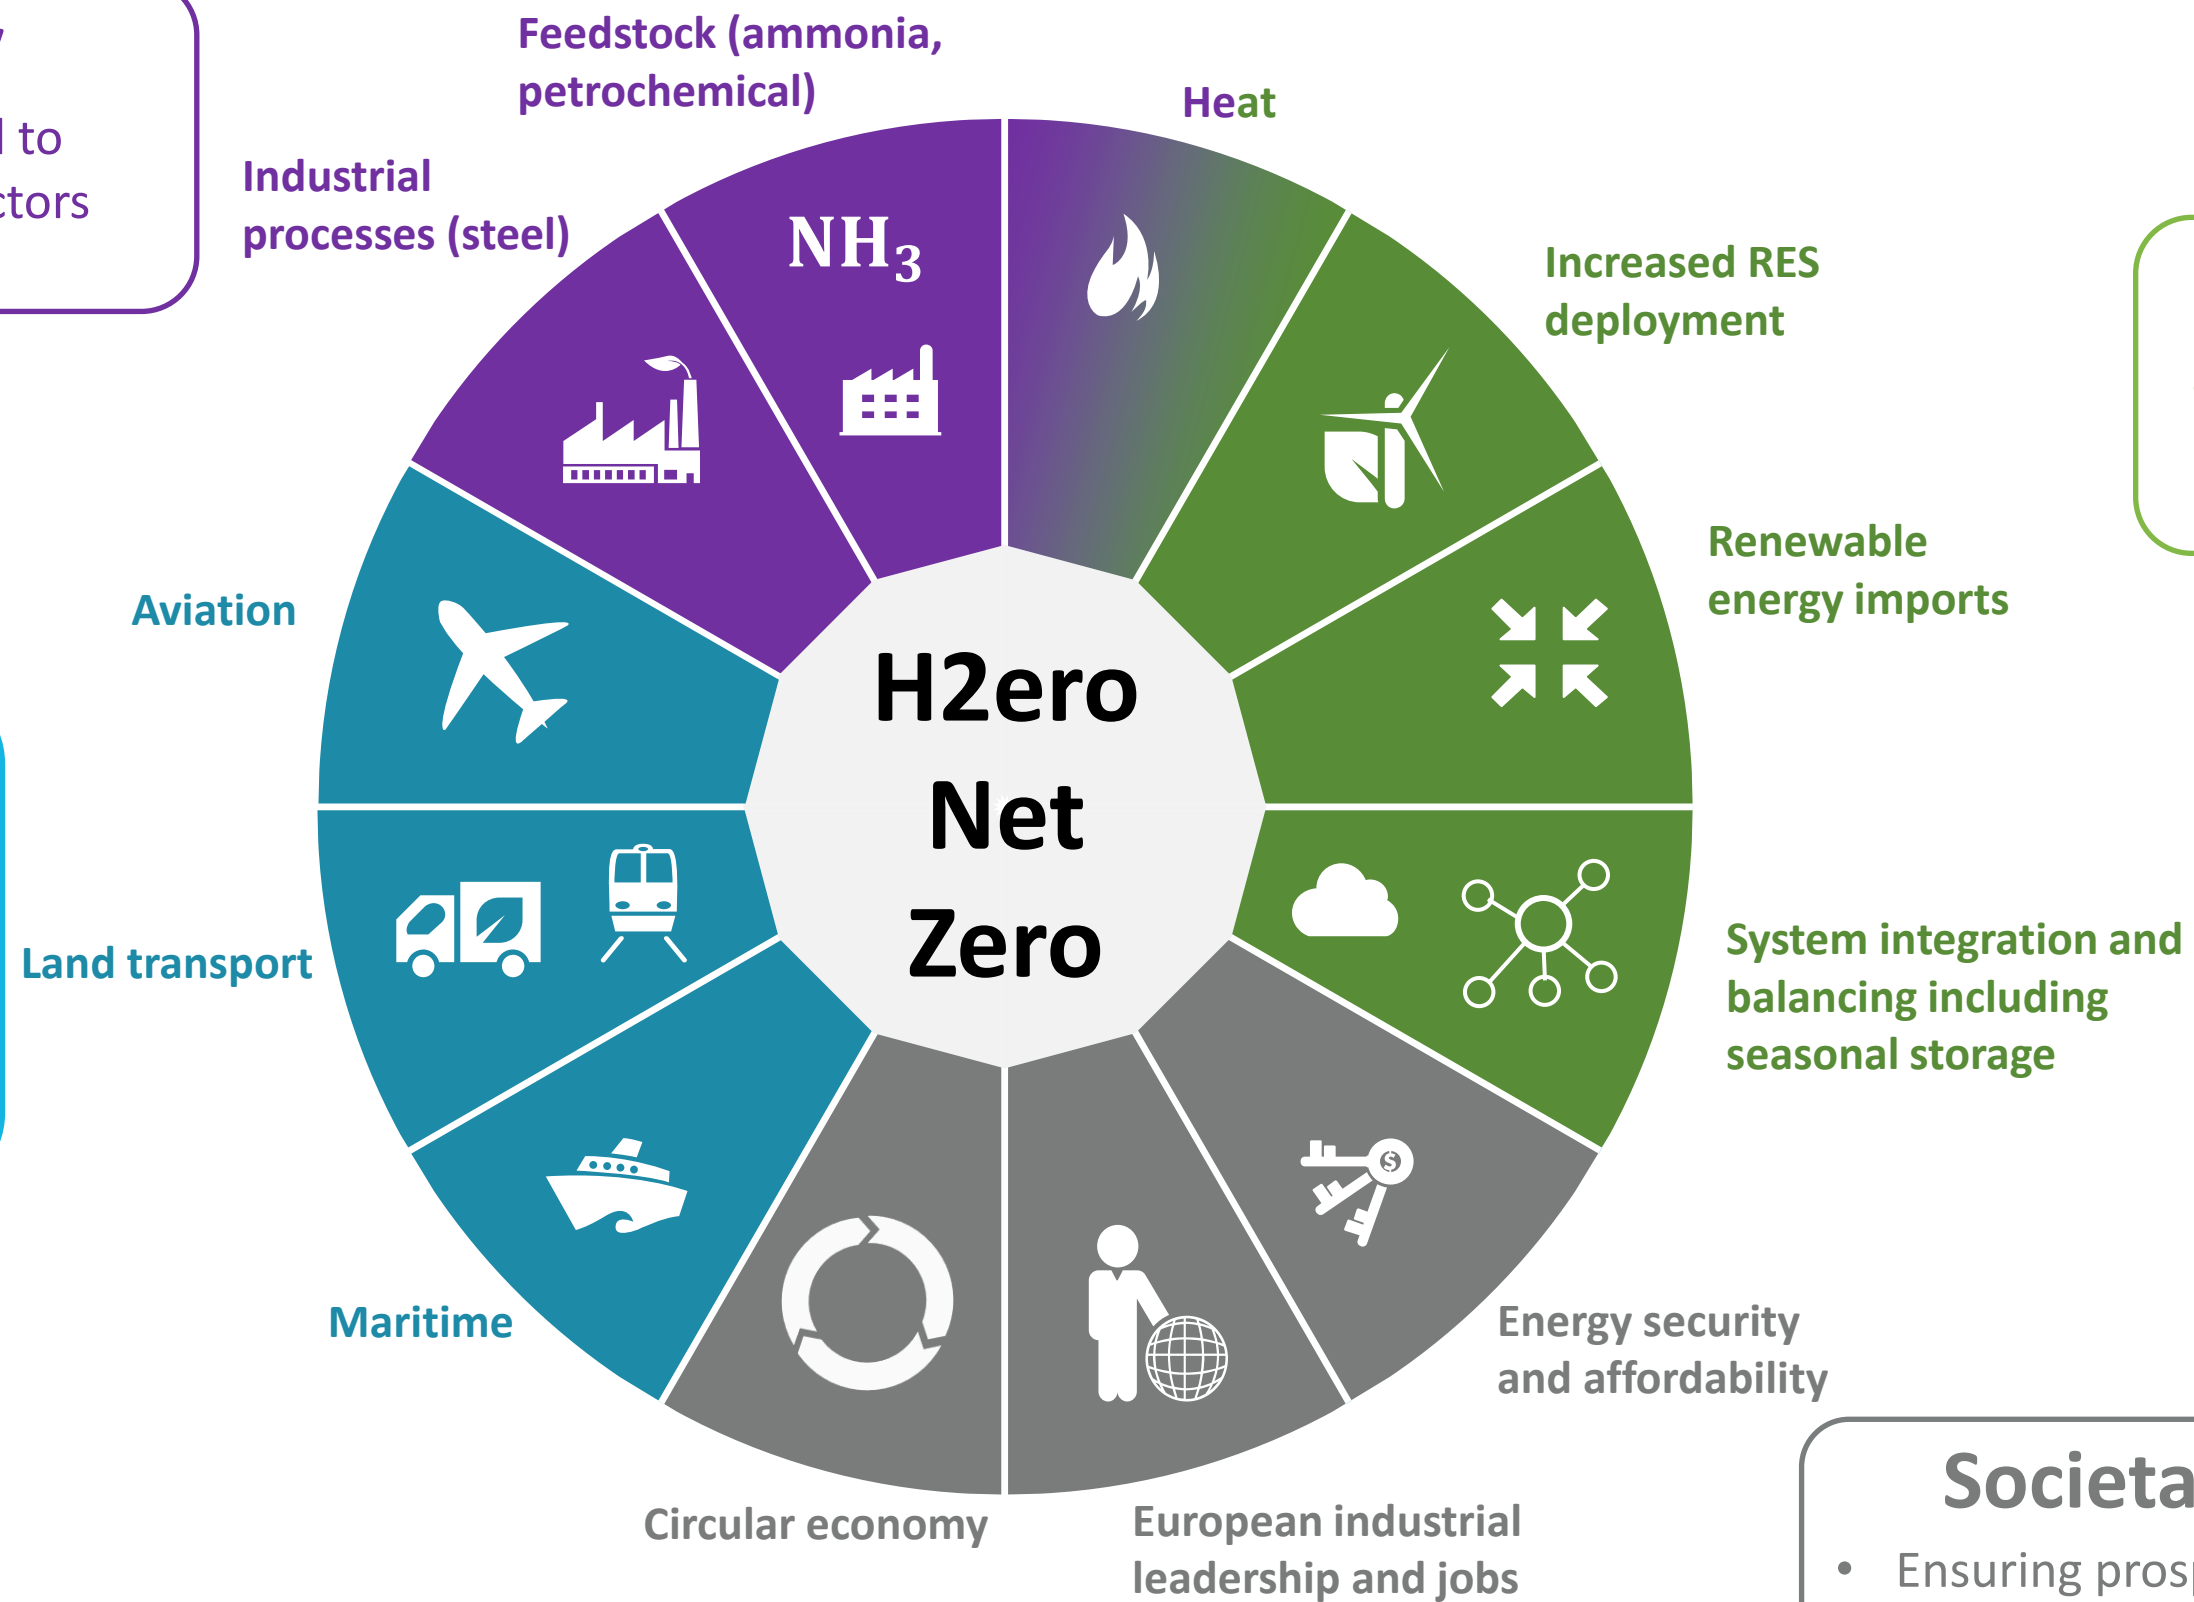 to
Feedstock (ammonia,
petrochemical)
Heat
Industrial
processes (steel)
NH₃
Increased RES
deployment
Renewable
energy imports
Aviation
H2ero
Net
Zero
Land transport
System integration and
balancing including
seasonal storage
Maritime
$
Energy security
and affordability
Circular economy
European industrial
leadership and jobs
Societa
• Ensuring prosp